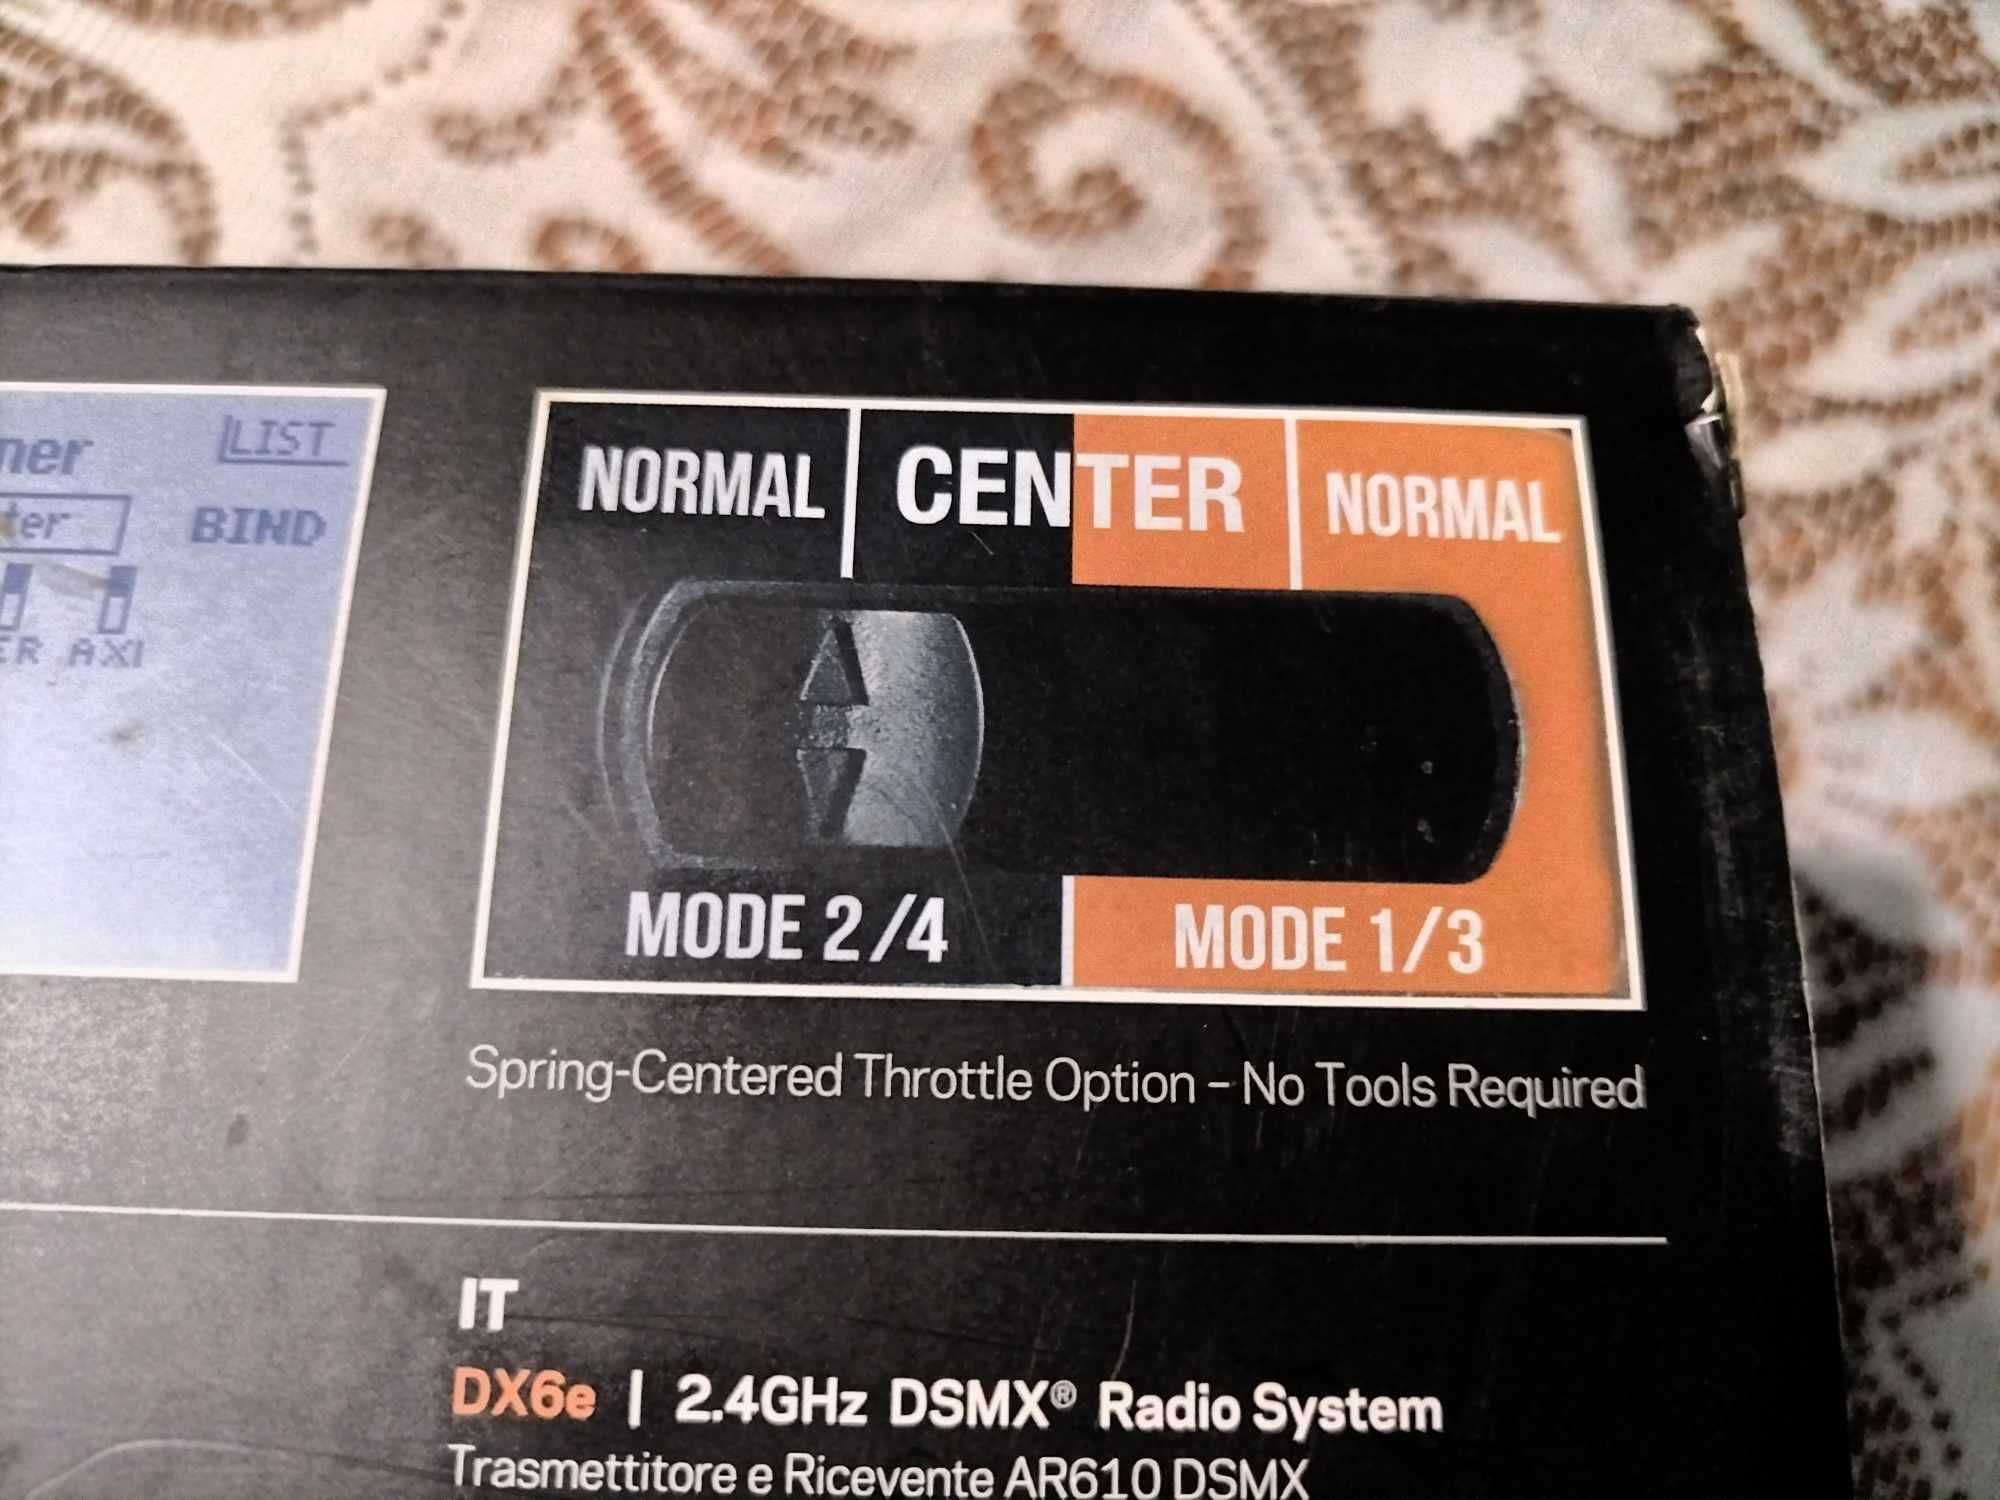 LIST
BIND
AXI
NORMAL CENTER NORMAL
MODE 2/4 MODE 1/3
Spring-Centered Throttle Option – No Tools Required
IT
DX6e | 2.4GHz DSMX® Radio System
Trasmettitore e Ricevente AR610 DSMX